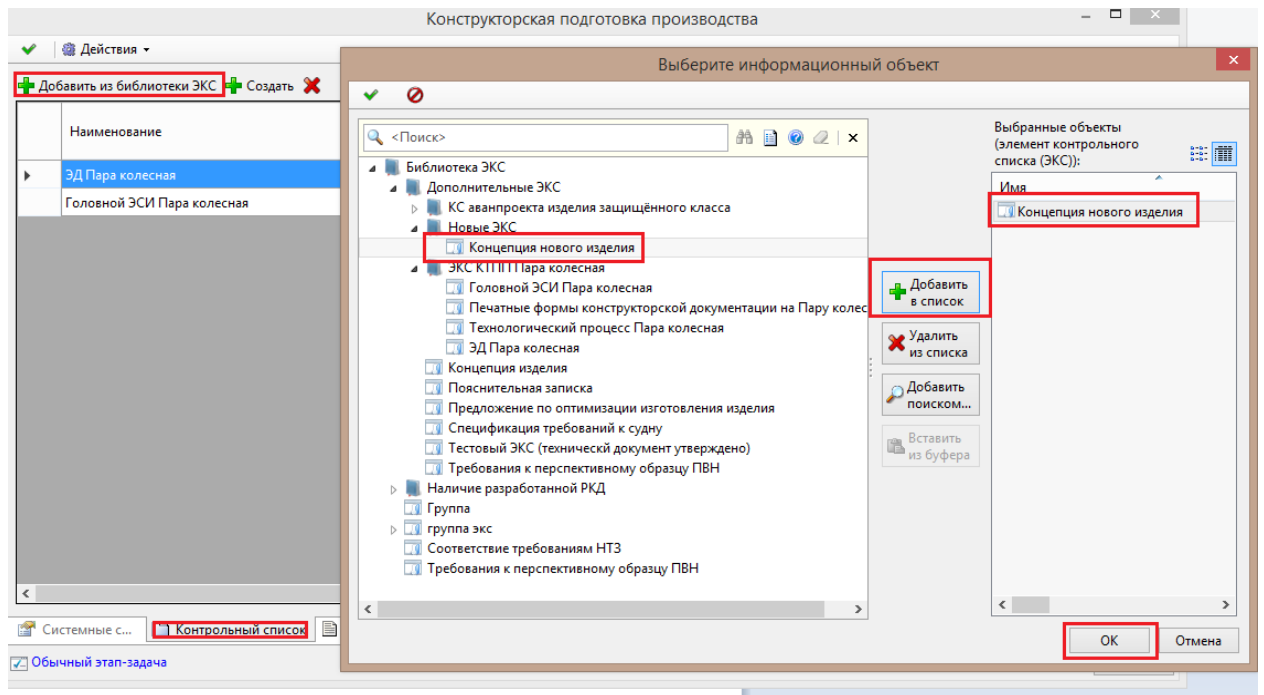 Конструкторская подготовка производства
Действия
Добавить из библиотеки ЭКС
Создать
Наименование
ЭД Пара колесная
Головной ЭСИ Пара колесная
Системные с...
Контрольный список
Обычный этап-задача
Выберите информационный объект
<Поиск>
Библиотека ЭКС
Дополнительные ЭКС
КС аванпроекта изделия защищённого класса
Новые ЭКС
Концепция нового изделия
ЭКС КТПП Пара колесная
Головной ЭСИ Пара колесная
Печатные формы конструкторской документации на Пару колес
Технологический процесс Пара колесная
ЭД Пара колесная
Концепция изделия
Пояснительная записка
Предложение по оптимизации изготовления изделия
Спецификация требований к судну
Тестовый ЭКС (техническй документ утверждено)
Требования к перспективному образцу ПВН
Наличие разработанной РКД
Группа
группа экс
Соответствие требованиям НТЗ
Требования к перспективному образцу ПВН
Добавить
в список
Удалить
из списка
Добавить
поиском...
Вставить
из буфера
Выбранные объекты
(элемент контрольного
списка (ЭКС)):
Имя
Концепция нового изделия
ОК
Отмена